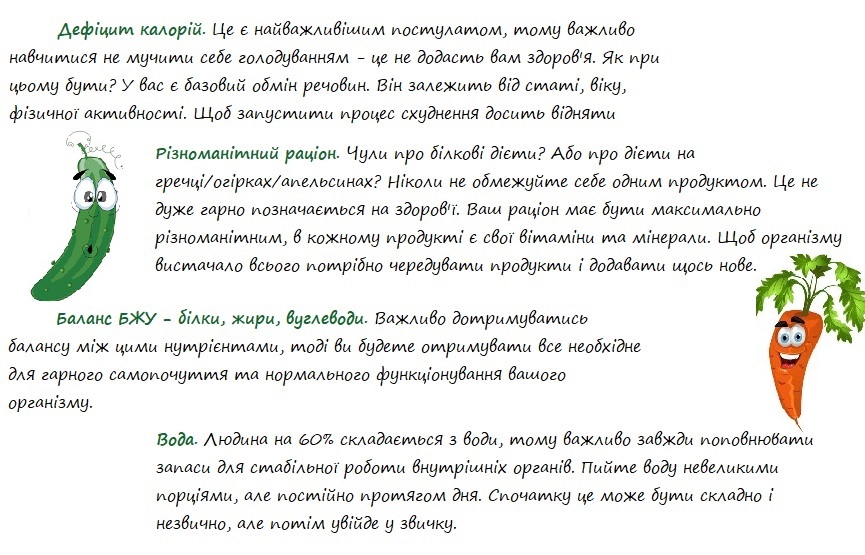 Дефіцит калорій. Це є найважливішим постулатом, тому важливо
навчитися не мучити себе голодуванням - це не додасть вам здоров'я. Як при
цьому бути? У вас є базовий обмін речовин. Він залежить від статі, віку,
фізичної активності. Щоб запустити процес схуднення досить відняти
Різноманітний раціон. Чули про білкові дієти? Або про дієти на
гречці/огірках/апельсинах? Ніколи не обмежуйте себе одним продуктом. Це не
дуже гарно позначається на здоров'ї. Ваш раціон має бути максимально
різноманітним, в кожному продукті є свої вітаміни та мінерали. Щоб організму
вистачало всього потрібно чередувати продукти і додавати щось нове.
Баланс БЖУ - білки, жири, вуглеводи. Важливо дотримуватись
балансу між цими нутрієнтами, тоді ви будете отримувати все необхідне
для гарного самопочуття та нормального функціонування вашого
організму.
Вода. Людина на 60% складається з води, тому важливо завжди поповнювати
запаси для стабільної роботи внутрішніх органів. Пийте воду невеликими
порціями, але постійно протягом дня. Спочатку це може бути складно і
незвично, але потім увійде у звичку.